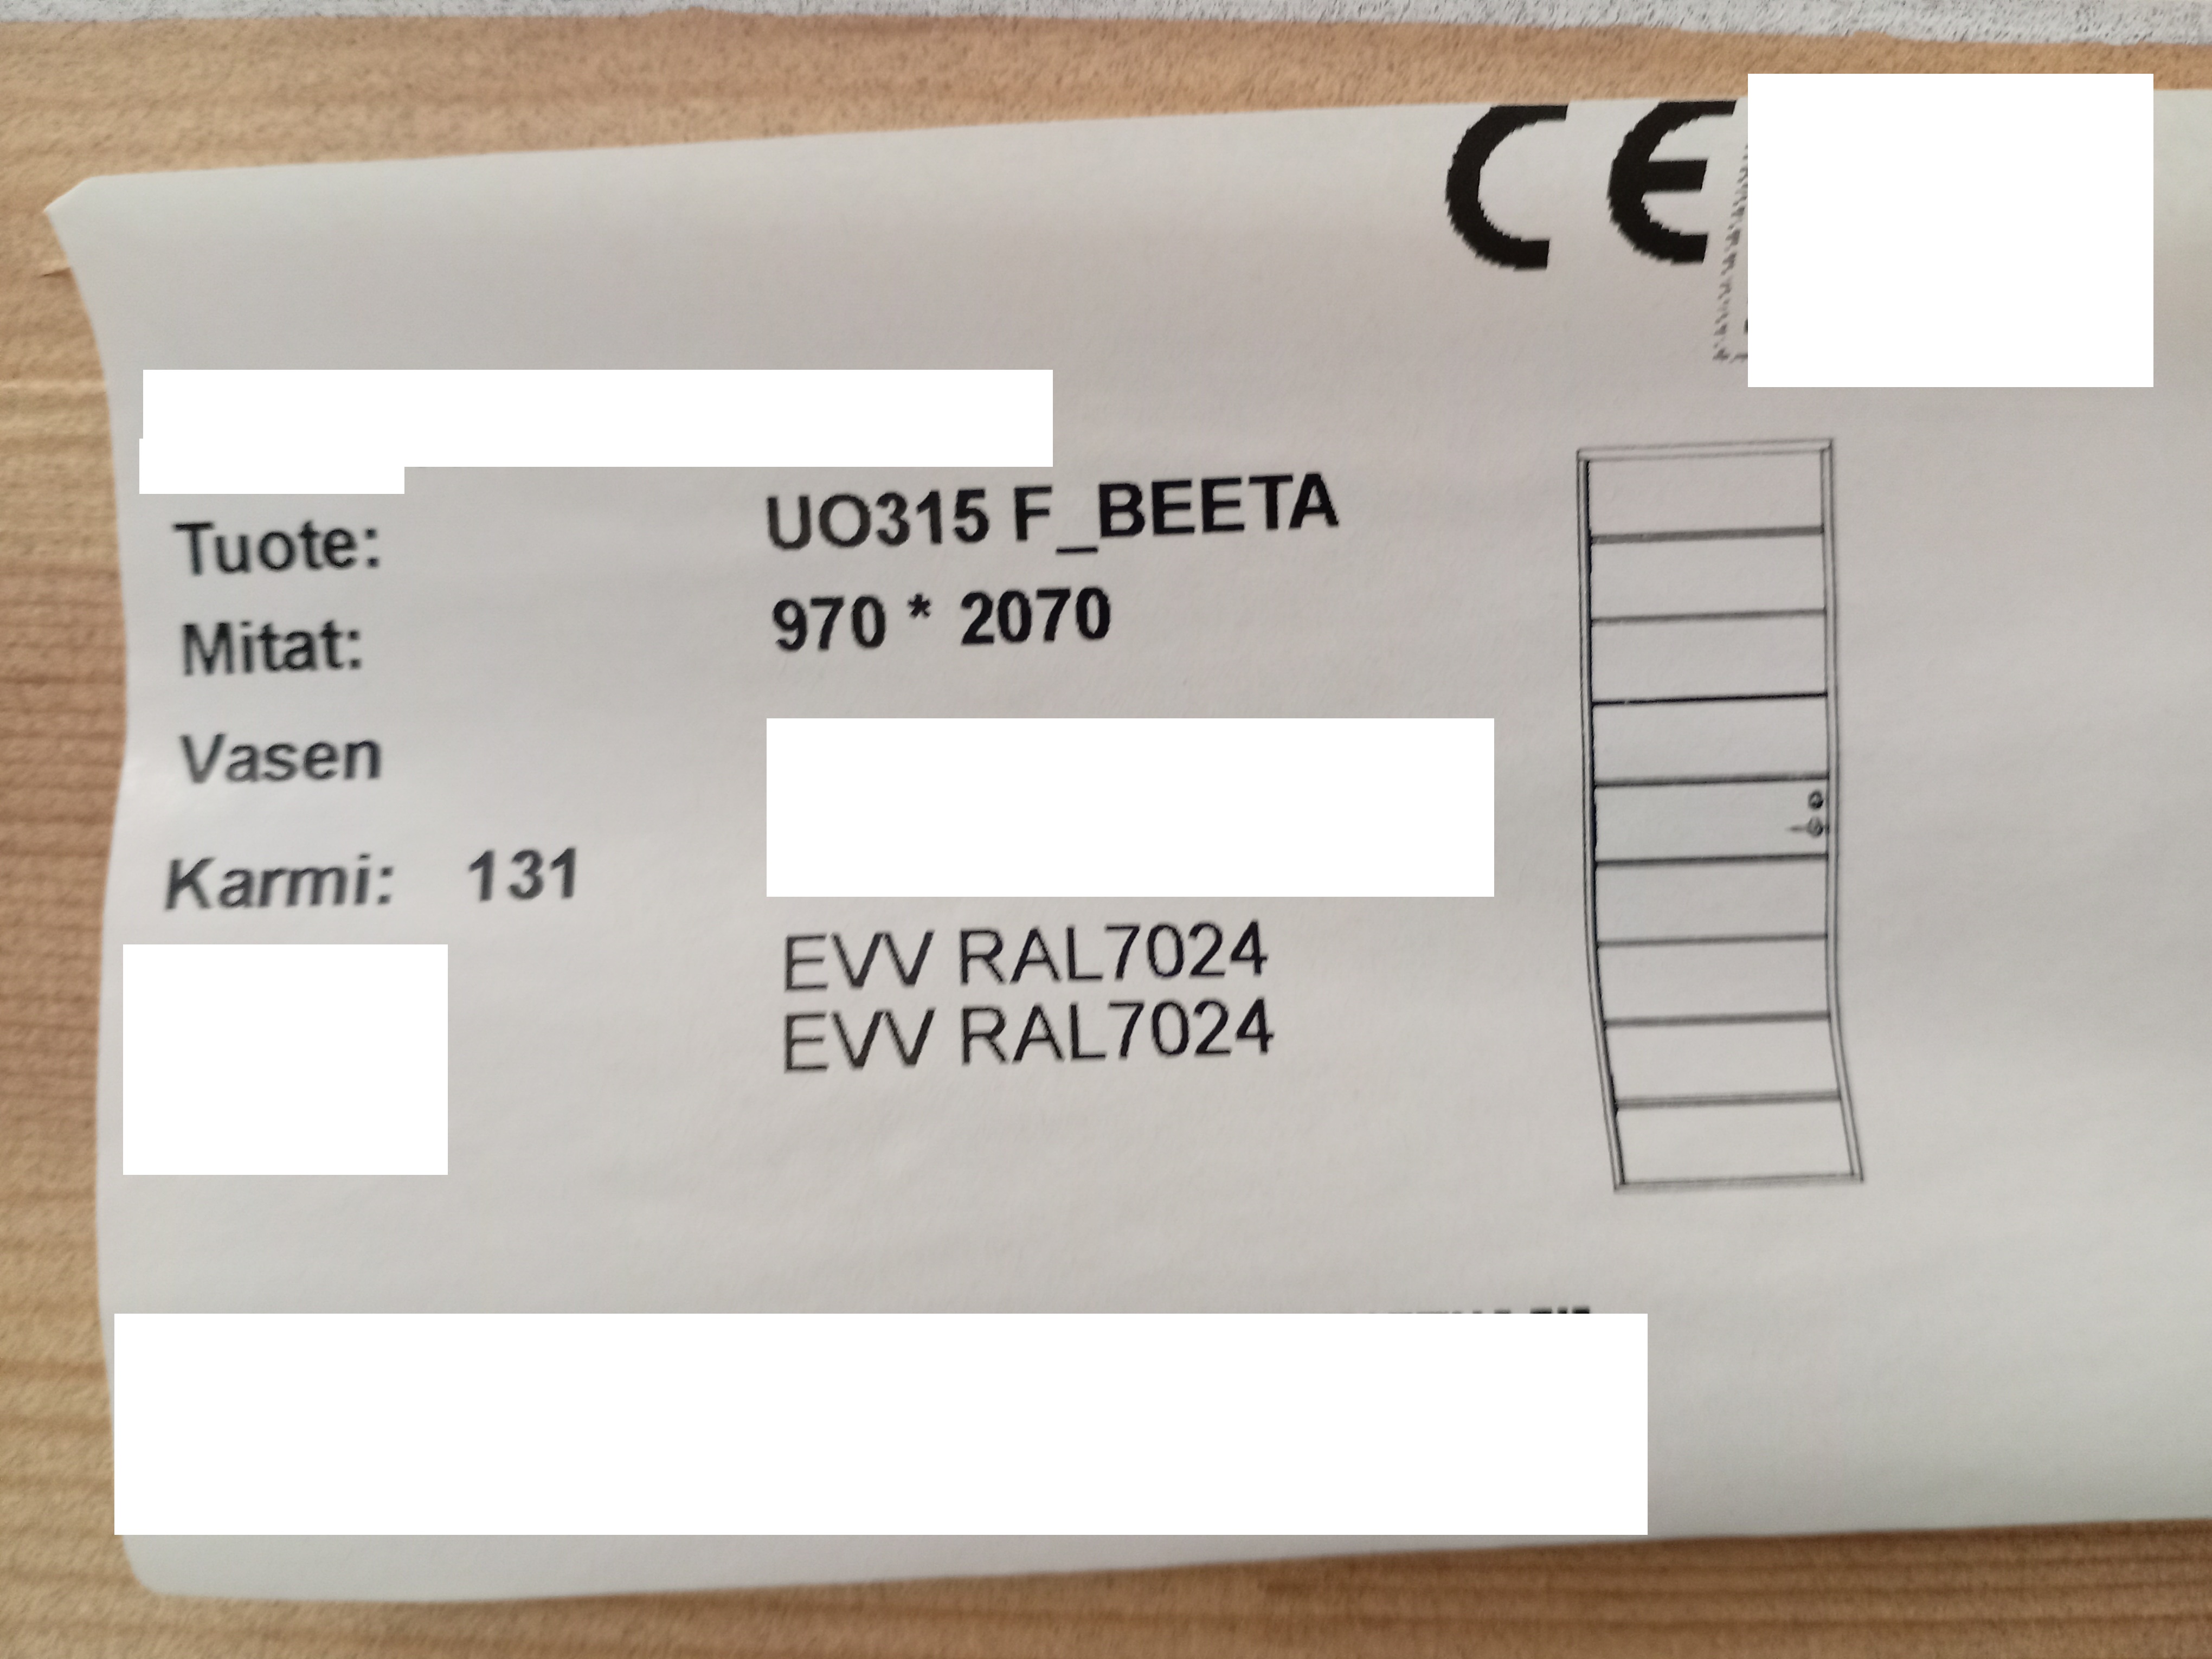 CE
Tuote: UO315 F_BEETA
Mitat: 970 * 2070
Vasen
Karmi: 131
EVV RAL7024
EVV RAL7024